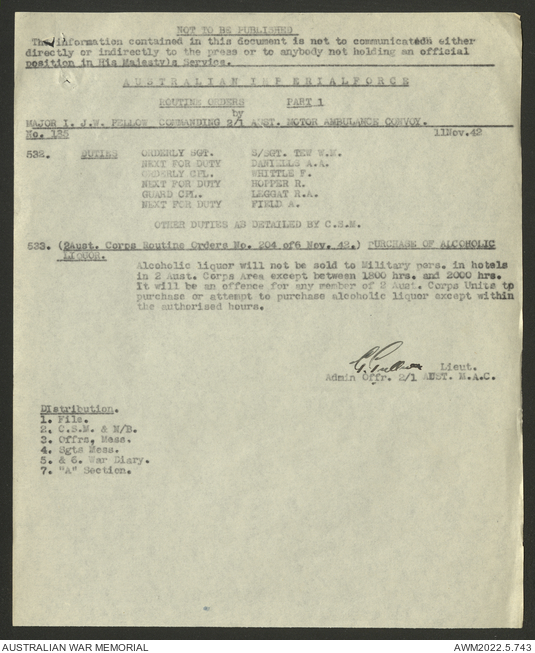 NOT TO BE PUBLISHED
The information contained in this document is not to communicatedn either
directly or indirectly to the press or to anybody not holding an official
position in His Majesty's Service.
A U S T R A L I A N I M P E R I A L F O R C E
ROUTINE ORDERS PART 1
by
MAJOR I. J.W. FELLOW COMMANDING 2/1 AUST. MOTOR AMBULANCE CONVOY.
No. 125 11Nov.42
532. DUTIES ORDERLY SGT. S/SGT. TEW W.M.
NEXT FOR DUTY DANIELLS A.A.
ORDERLY CPL. WHITTLE F.
NEXT FOR DUTY HOPPER R.
GUARD CPL. LEGGAT R.A.
NEXT FOR DUTY FIELD A.
OTHER DUTIES AS DETAILED BY C.S.M.
533. (2Aust. Corps Routine Orders No. 204 of6 Nov. 42.) PURCHASE OF ALCOHOLIC
LIQUOR.
Alcoholic liquor will not be sold to Military pers. in hotels
in 2 Aust. Corps Area except between 1800 hrs. and 2000 hrs.
It will be an offence for any member of 2 Aust. Corps Units to
purchase or attempt to purchase alcoholic liquor except within
the authorised hours.
Lieut.
Admin Offr. 2/1 AUST. M.A.C.
Distribution.
1. File.
2. C.S.M. & N/B.
3. Offrs. Mess.
4. Sgts Mess.
5. & 6. War Diary.
7. "A" Section.
AUSTRALIAN WAR MEMORIAL AWM2022.5.743